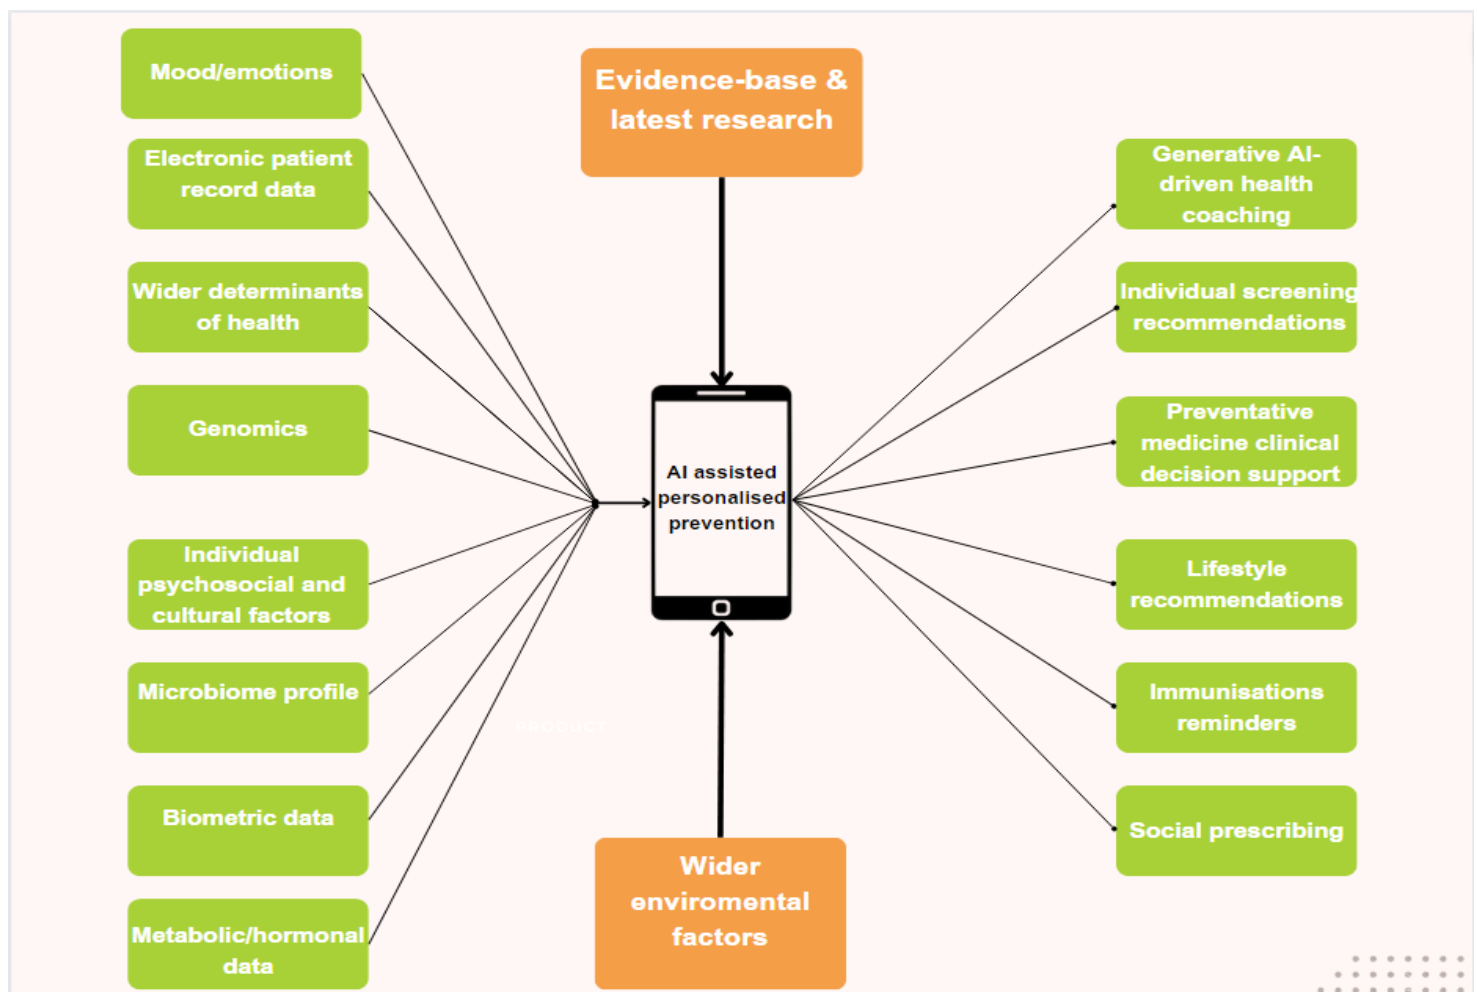 Mood/emotions
Electronic patient
record data
Wider determinants
of health
Genomics
Individual
psychosocial and
cultural factors
Microbiome profile
Biometric data
Metabolic/hormonal
data
Evidence-base &
latest research
AI assisted
personalised
prevention
PRODUCT
Wider
enviromental
factors
Generative AI-
driven health
coaching
Individual screening
recommendations
Preventative
medicine clinical
decision support
Lifestyle
recommendations
Immunisations
reminders
Social prescribing